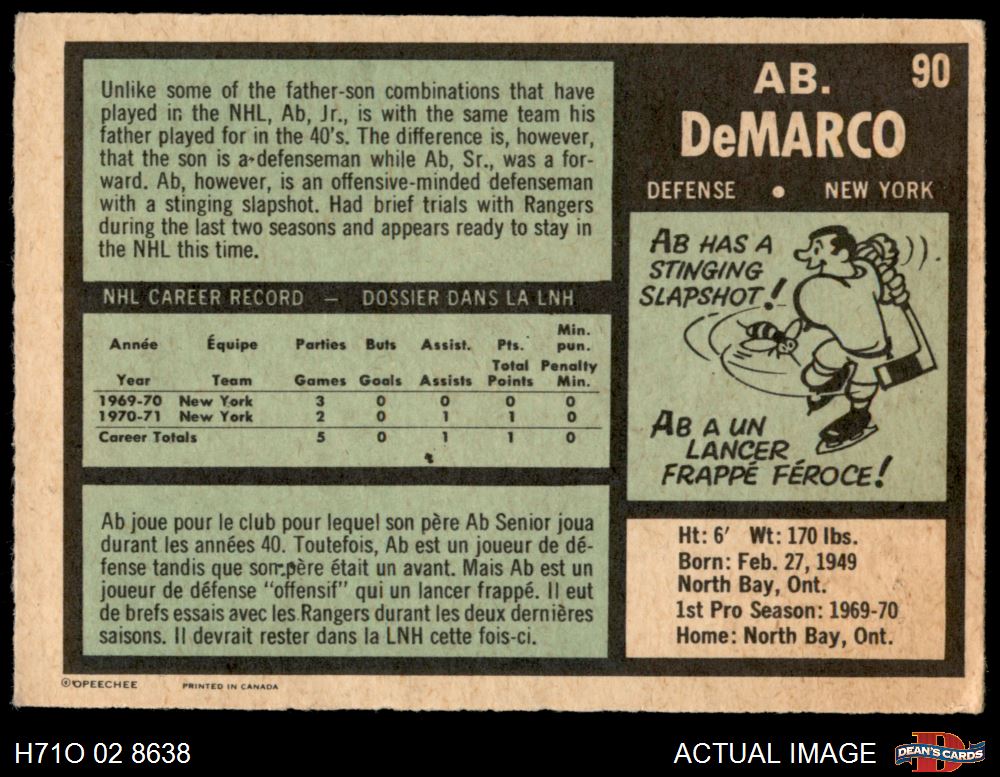 Unlike some of the father-son combinations that have
played in the NHL, Ab, Jr., is with the same team his
father played for in the 40's. The difference is, however,
that the son is a defenseman while Ab, Sr., was a for-
ward. Ab, however, is an offensive-minded defenseman
with a stinging slapshot. Had brief trials with Rangers
during the last two seasons and appears ready to stay in
the NHL this time.
NHL CAREER RECORD — DOSSIER DANS LA LNH
Année Équipe Parties Buts Assist. Pts. Min. pun.
Year Team Games Goals Assists Total Points Penalty Min.
1969-70 New York 3 0 0 0 0
1970-71 New York 2 0 1 1 0
Career Totals 5 0 1 1 0
Ab joue pour le club pour lequel son père Ab Senior joua
durant les années 40. Toutefois, Ab est un joueur de dé-
fense tandis que son père était un avant. Mais Ab est un
joueur de défense "offensif" qui un lancer frappé. Il eut
de brefs essais avec les Rangers durant les deux dernières
saisons. Il devrait rester dans la LNH cette fois-ci.
90
AB.
DeMARCO
DEFENSE • NEW YORK
AB HAS A
STINGING
SLAPSHOT!
AB A UN
LANCER
FRAPPÉ FÉROCE!
Ht: 6' Wt: 170 lbs.
Born: Feb. 27, 1949
North Bay, Ont.
1st Pro Season: 1969-70
Home: North Bay, Ont.
© OPEECHEE PRINTED IN CANADA
H71O 02 8638
ACTUAL IMAGE
D
DEAN'S CARDS